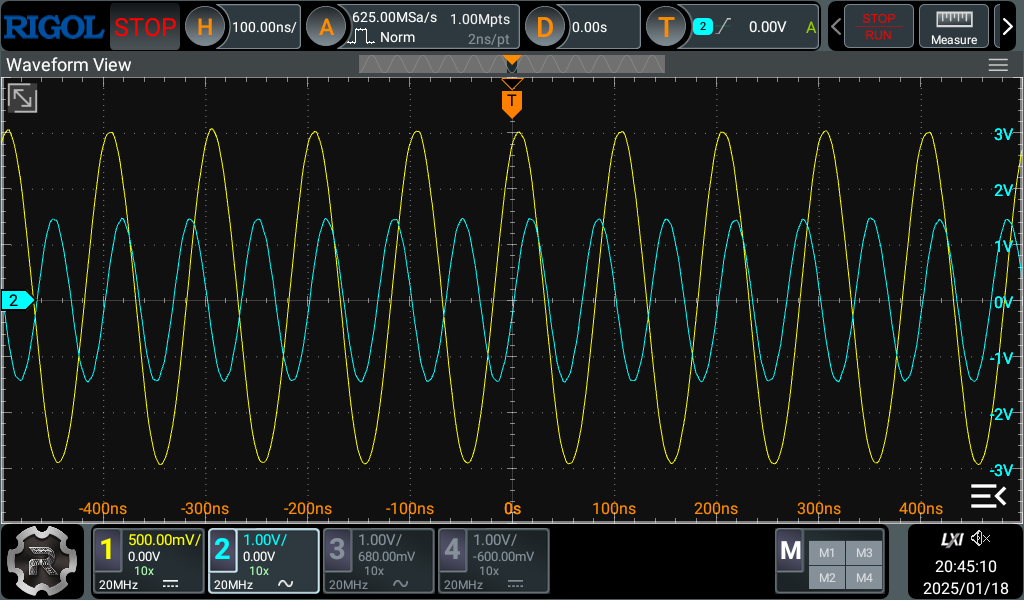 RIGOL STOP H 100.00ns/ A 625.00MSa/s 1.00Mpts Norm 2ns/pt D 0.00s T 2 0.00V A STOP RUN Measure
Waveform View
T
3V
2V
1V
2
0V
-1V
-2V
-3V
-400ns -300ns -200ns -100ns 0s 100ns 200ns 300ns 400ns
1 500.00mV/ 0.00V 10x 20MHz
2 1.00V/ 0.00V 10x 20MHz
3 1.00V/ 680.00mV 10x 20MHz
4 1.00V/ -600.00mV 10x 20MHz
M M1 M3 M2 M4
LXI
20:45:10
2025/01/18